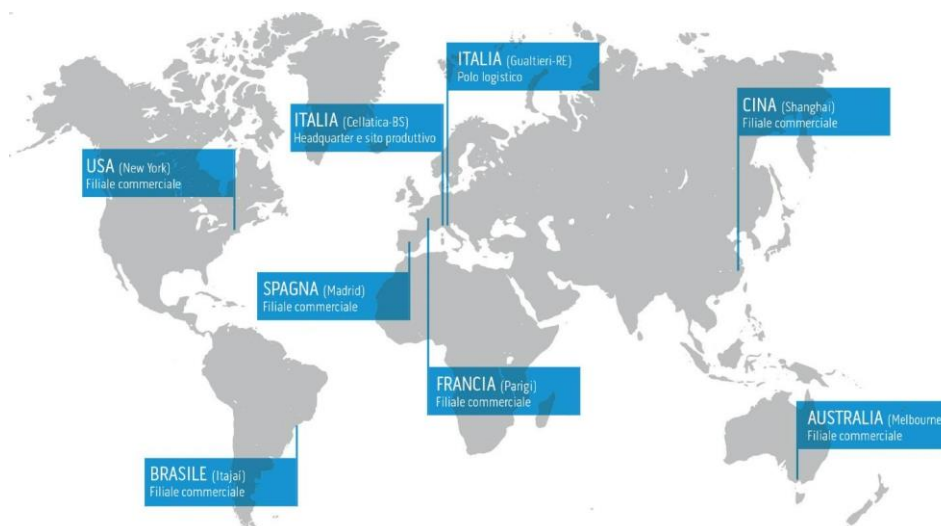 ITALIA (Gualtieri-RE)
Polo logistico
ITALIA (Cellatica-BS)
Headquarter e sito produttivo
CINA (Shanghai)
Filiale commerciale
USA (New York)
Filiale commerciale
SPAGNA (Madrid)
Filiale commerciale
FRANCIA (Parigi)
Filiale commerciale
AUSTRALIA (Melbourne
Filiale commerciale
BRASILE (Itajaí)
Filiale commerciale